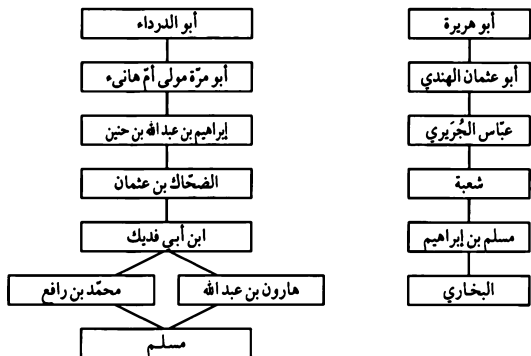 أبو هريرة
أبو عثمان الهندي
عبّاس الجُرَيري
شعبة
مسلم بن إبراهيم
البخاري
أبو الدرداء
أبو مرّة مولى أمّ هانىء
إبراهيم بن عبد الله بن حنين
الضحّاك بن عثمان
ابن أبي فديك
هارون بن عبد الله
محمّد بن رافع
مسلم